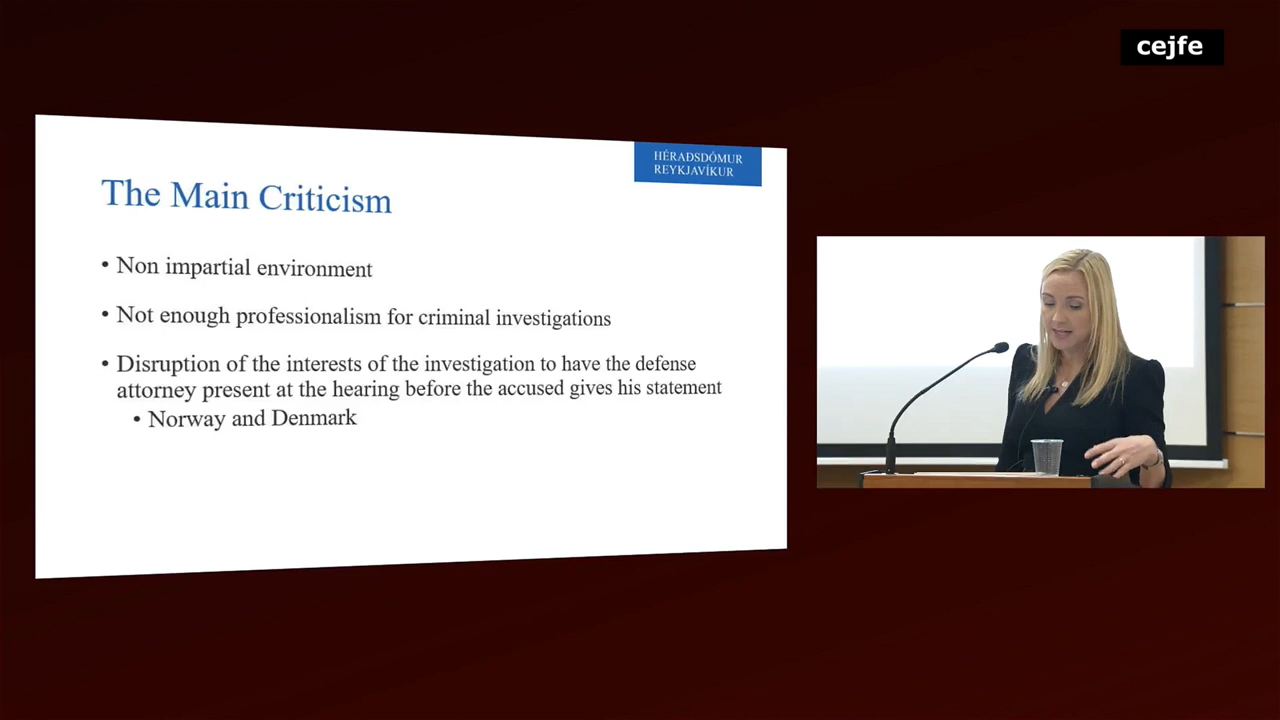 cejfe
HÉRAÐSDÓMUR
REYKJAVÍKUR
The Main Criticism
• Non impartial environment
• Not enough professionalism for criminal investigations
• Disruption of the interests of the investigation to have the defense
attorney present at the hearing before the accused gives his statement
• Norway and Denmark